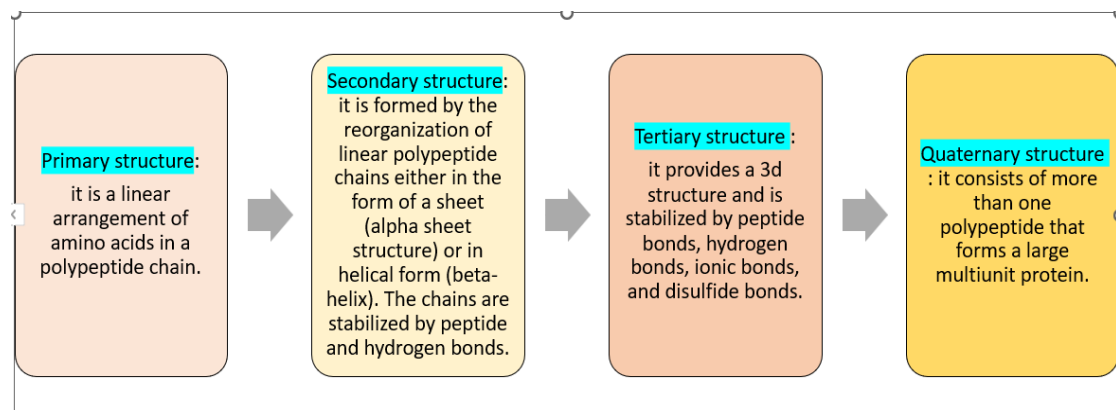 Primary structure:
it is a linear
arrangement of
amino acids in a
polypeptide chain.
Secondary structure:
it is formed by the
reorganization of
linear polypeptide
chains either in the
form of a sheet
(alpha sheet
structure) or in
helical form (beta-
helix). The chains are
stabilized by peptide
and hydrogen bonds.
Tertiary structure :
it provides a 3d
structure and is
stabilized by peptide
bonds, hydrogen
bonds, ionic bonds,
and disulfide bonds.
Quaternary structure
: it consists of more
than one
polypeptide that
forms a large
multiunit protein.